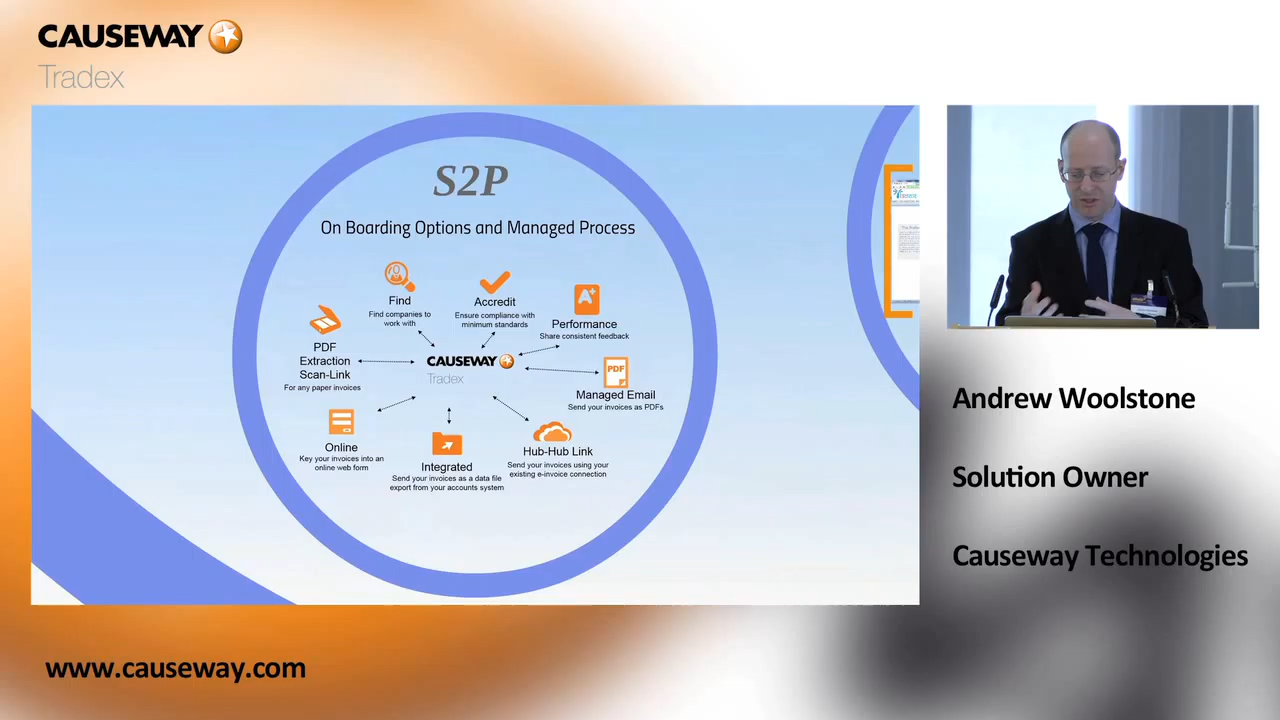 CAUSEWAY
Tradex
S2P
On Boarding Options and Managed Process
Find
Find companies to
work with
Accredit
Ensure compliance with
minimum standards
A+
Performance
Share consistent feedback
PDF
Extraction
Scan-Link
For any paper invoices
CAUSEWAY
Tradex
PDF
Managed Email
Send your invoices as PDFs
Online
Key your invoices into an
online web form
Integrated
Send your invoices as a data file
export from your accounts system
Hub-Hub Link
Send your invoices using your
existing e-invoice connection
Andrew Woolstone
Solution Owner
Causeway Technologies
www.causeway.com